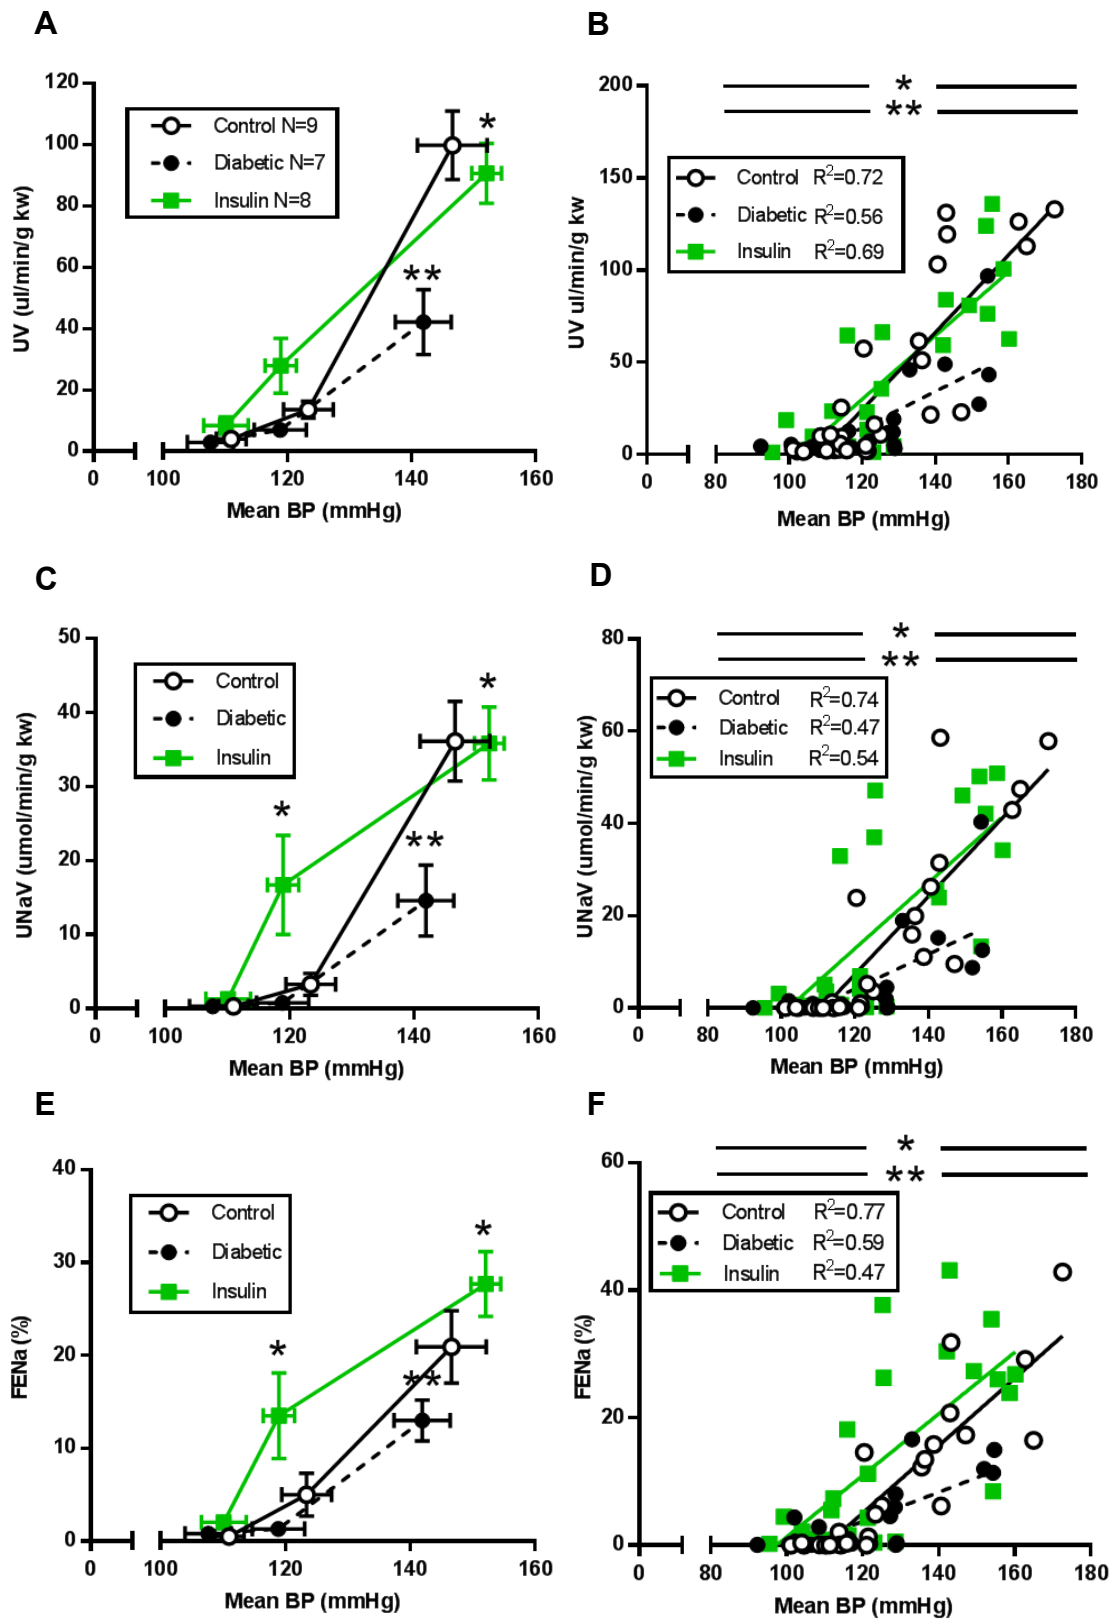 A
120
100
80
60
40
20
0
UV (ul/min/g kw)
Control N=9
Diabetic N=7
Insulin N=8
*
**
0
100
120
140
160
Mean BP (mmHg)
B
200
150
100
50
0
UV ul/min/g kw
*
**
Control R²=0.72
Diabetic R²=0.56
Insulin R²=0.69
0
80
100
120
140
160
180
Mean BP (mmHg)
C
50
40
30
20
10
0
UNaV (umol/min/g kw)
Control
Diabetic
Insulin
*
*
**
0
100
120
140
160
Mean BP (mmHg)
D
80
60
40
20
0
UNaV (umol/min/g kw)
*
**
Control R²=0.74
Diabetic R²=0.47
Insulin R²=0.54
0
80
100
120
140
160
180
Mean BP (mmHg)
E
40
30
20
10
0
FENa (%)
Control
Diabetic
Insulin
*
*
**
0
100
120
140
160
Mean BP (mmHg)
F
60
40
20
0
FENa (%)
*
**
Control R²=0.77
Diabetic R²=0.59
Insulin R²=0.47
0
80
100
120
140
160
180
Mean BP (mmHg)